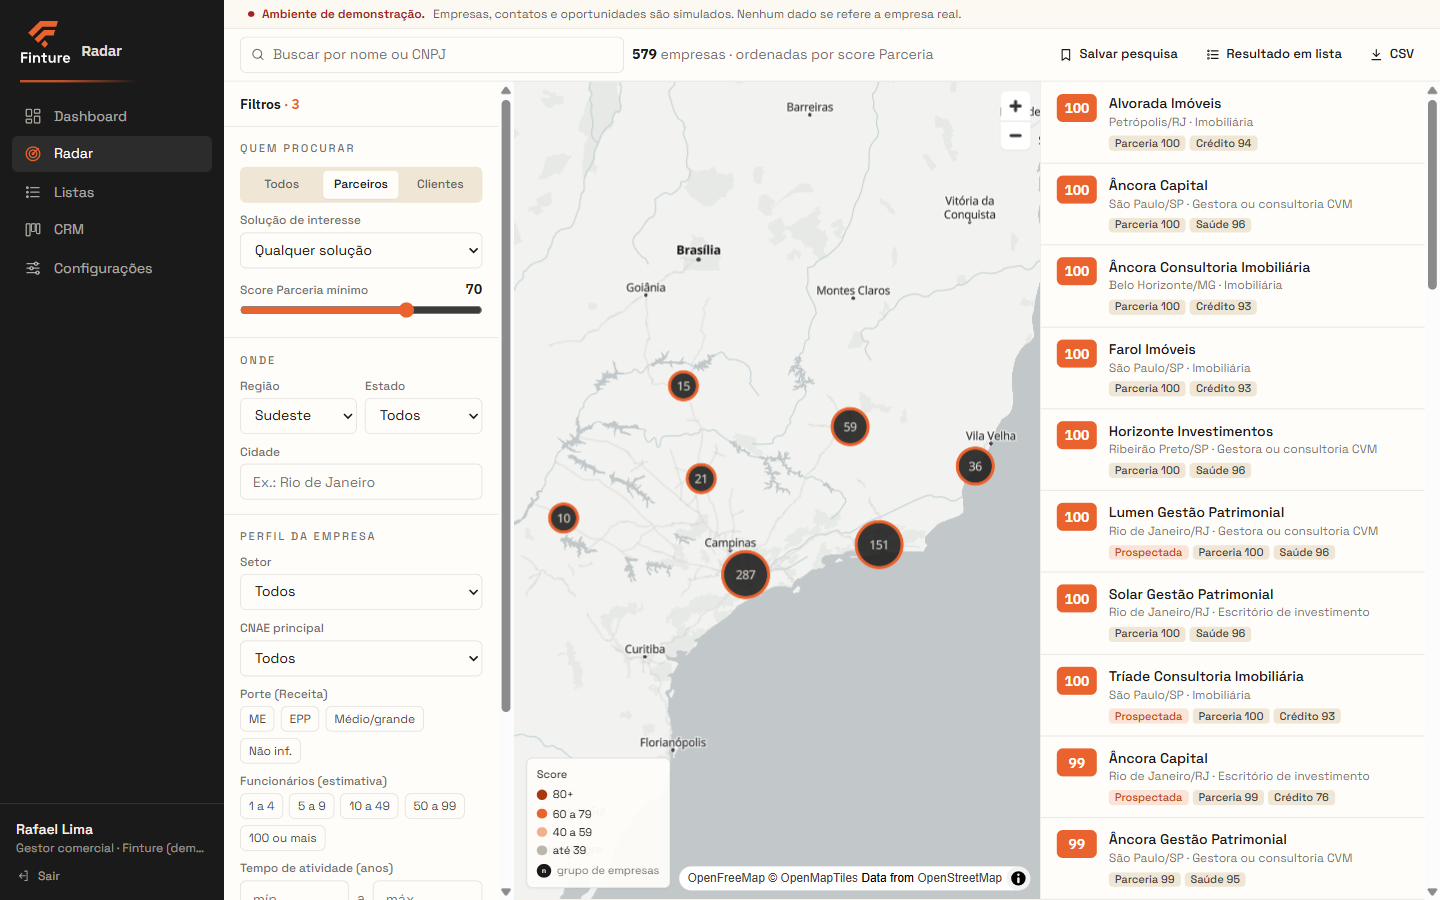 Finture Radar
Dashboard
Radar
Listas
CRM
Configurações
Rafael Lima
Gestor comercial · Finture (dem...
Sair
Ambiente de demonstração. Empresas, contatos e oportunidades são simulados. Nenhum dado se refere a empresa real.
Buscar por nome ou CNPJ
579 empresas · ordenadas por score Parceria
Salvar pesquisa
Resultado em lista
CSV
Filtros · 3
QUEM PROCURAR
Todos
Parceiros
Clientes
Solução de interesse
Qualquer solução
Score Parceria mínimo 70
ONDE
Região Estado
Sudeste Todos
Cidade
Ex.: Rio de Janeiro
PERFIL DA EMPRESA
Setor
Todos
CNAE principal
Todos
Porte (Receita)
ME EPP Médio/grande
Não inf.
Funcionários (estimativa)
1 a 4 5 a 9 10 a 49 50 a 99
100 ou mais
Tempo de atividade (anos)
mín a máx
Barreiras
+
−
Vitória da
Conquista
Brasília
Goiânia
Montes Claros
15
59
Vila Velha
36
21
10
Campinas
151
287
Curitiba
Florianópolis
Score
80+
60 a 79
40 a 59
até 39
n grupo de empresas
OpenFreeMap © OpenMapTiles Data from OpenStreetMap
100 Alvorada Imóveis
Petrópolis/RJ · Imobiliária
Parceria 100 Crédito 94
100 Âncora Capital
São Paulo/SP · Gestora ou consultoria CVM
Parceria 100 Saúde 96
100 Âncora Consultoria Imobiliária
Belo Horizonte/MG · Imobiliária
Parceria 100 Crédito 93
100 Farol Imóveis
São Paulo/SP · Imobiliária
Parceria 100 Crédito 93
100 Horizonte Investimentos
Ribeirão Preto/SP · Gestora ou consultoria CVM
Parceria 100 Saúde 96
100 Lumen Gestão Patrimonial
Rio de Janeiro/RJ · Gestora ou consultoria CVM
Prospectada Parceria 100 Saúde 96
100 Solar Gestão Patrimonial
Rio de Janeiro/RJ · Escritório de investimento
Parceria 100 Saúde 96
100 Tríade Consultoria Imobiliária
São Paulo/SP · Imobiliária
Prospectada Parceria 100 Crédito 93
99 Âncora Capital
Rio de Janeiro/RJ · Escritório de investimento
Prospectada Parceria 99 Crédito 76
99 Âncora Gestão Patrimonial
São Paulo/SP · Gestora ou consultoria CVM
Parceria 99 Saúde 95